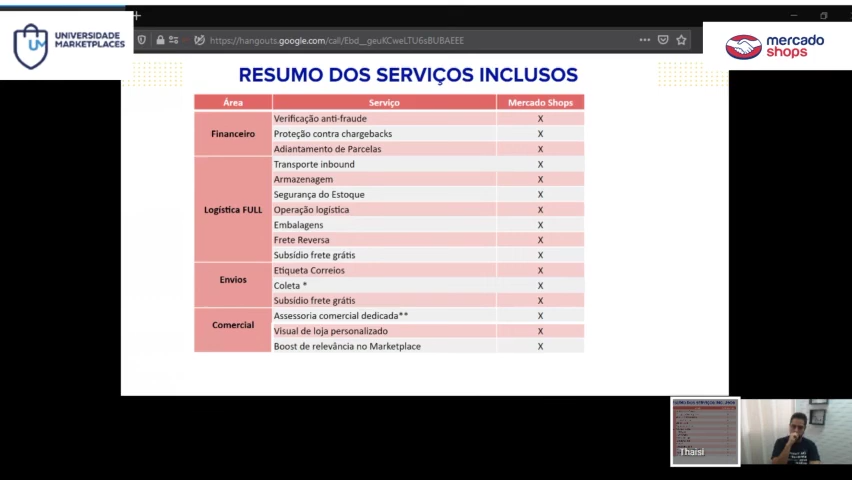 UNIVERSIDADE
MARKETPLACES
UM
https://hangouts.google.com/call/Ebd__geuKCweLTU6sBUBAEEE
mercado
shops
RESUMO DOS SERVIÇOS INCLUSOS
Área Serviço Mercado Shops
Financeiro
Verificação anti-fraude X
Proteção contra chargebacks X
Adiantamento de Parcelas X
Logística FULL
Transporte inbound X
Armazenagem X
Segurança do Estoque X
Operação logística X
Embalagens X
Frete Reversa X
Subsídio frete grátis X
Envios
Etiqueta Correios X
Coleta * X
Subsídio frete grátis X
Comercial
Assessoria comercial dedicada** X
Visual de loja personalizado X
Boost de relevância no Marketplace X
Thaisi